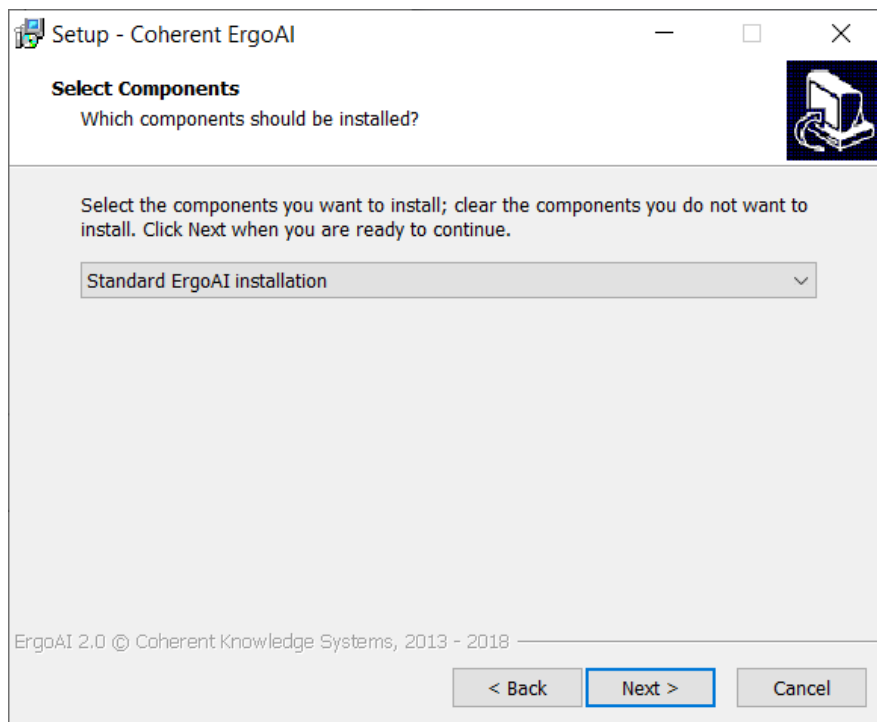 Setup - Coherent ErgoAI
Select Components
Which components should be installed?
Select the components you want to install; clear the components you do not want to
install. Click Next when you are ready to continue.
Standard ErgoAI installation
ErgoAI 2.0 © Coherent Knowledge Systems, 2013 - 2018
< Back
Next >
Cancel